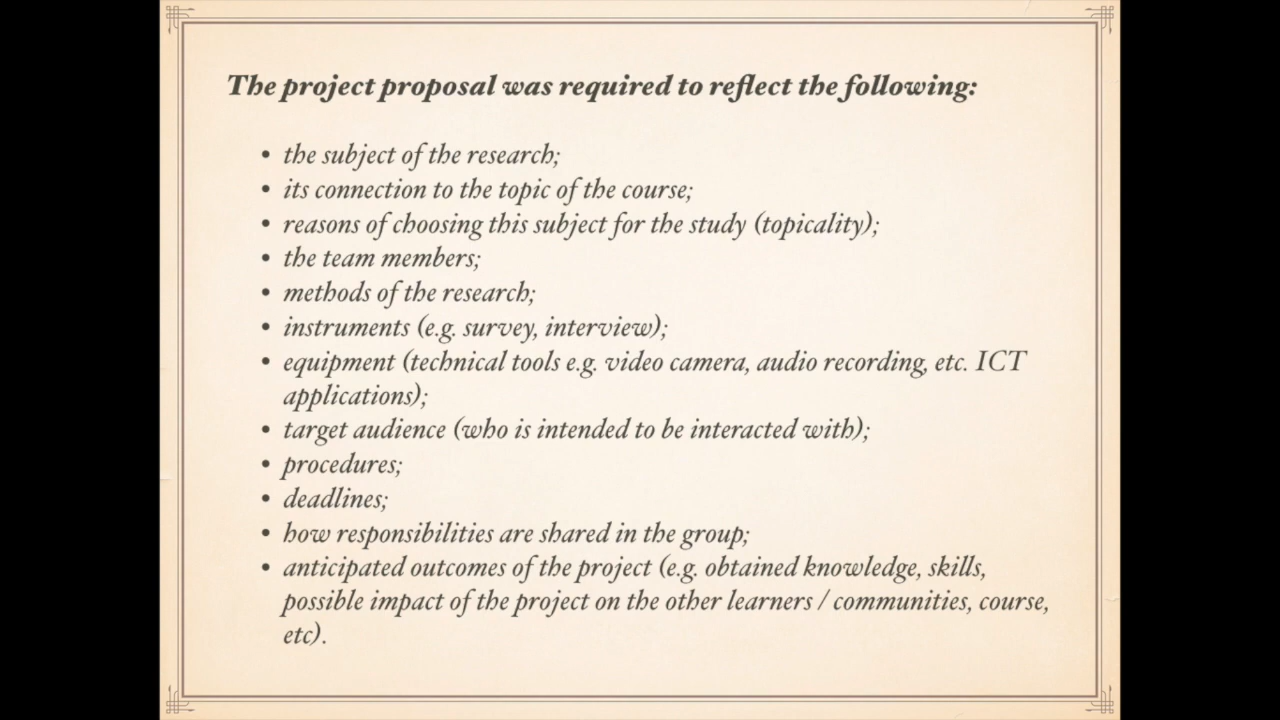 The project proposal was required to reflect the following:
• the subject of the research;
• its connection to the topic of the course;
• reasons of choosing this subject for the study (topicality);
• the team members;
• methods of the research;
• instruments (e.g. survey, interview);
• equipment (technical tools e.g. video camera, audio recording, etc. ICT
applications);
• target audience (who is intended to be interacted with);
• procedures;
• deadlines;
• how responsibilities are shared in the group;
• anticipated outcomes of the project (e.g. obtained knowledge, skills,
possible impact of the project on the other learners / communities, course,
etc).